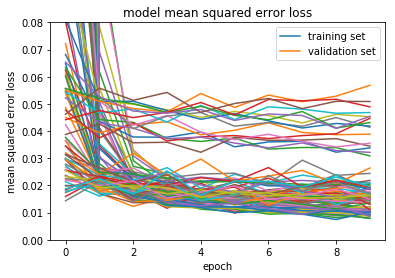 model mean squared error loss
training set
validation set
mean squared error loss
0.08
0.07
0.06
0.05
0.04
0.03
0.02
0.01
0.00
0 2 4 6 8
epoch